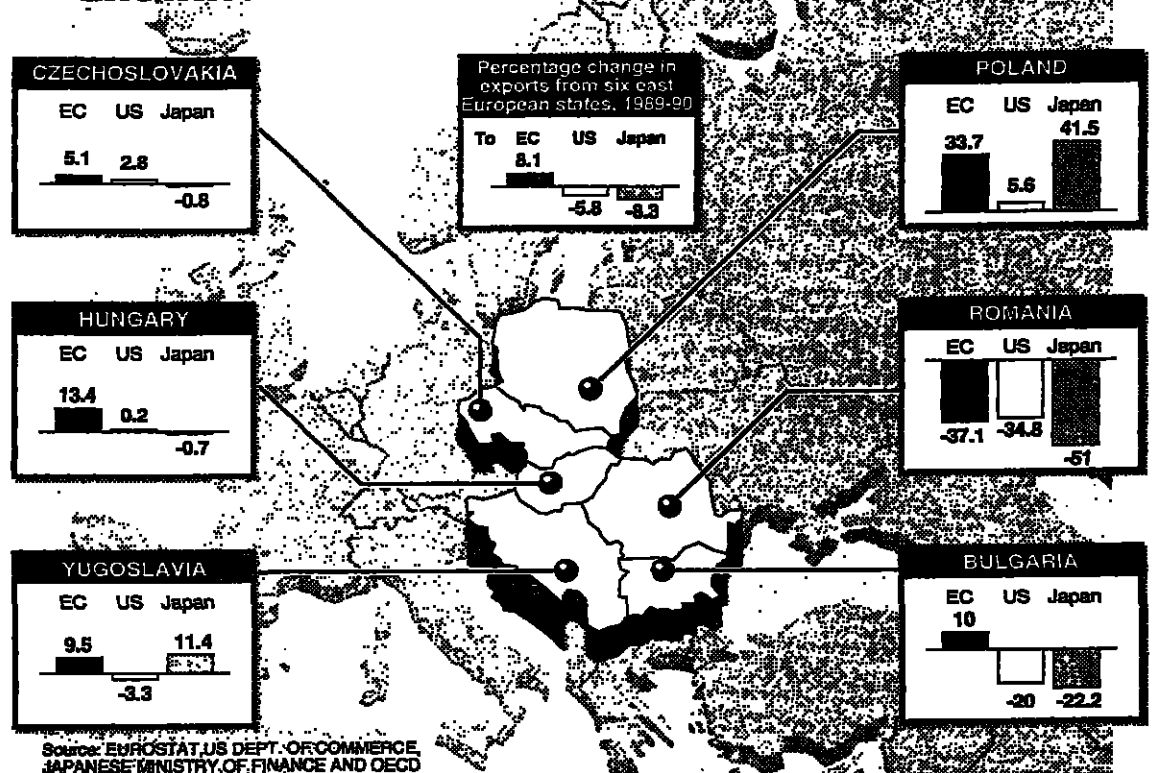 CZECHOSLOVAKIA
EC US Japan
5.1 2.8
-0.8
Percentage change in
exports from six east
European states, 1989-90
To EC US Japan
8.1
-5.8 -8.3
POLAND
EC US Japan
33.7 41.5
5.6
HUNGARY
EC US Japan
13.4
0.2
-0.7
ROMANIA
EC US Japan
-37.1 -34.8
-51
YUGOSLAVIA
EC US Japan
9.5 11.4
-3.3
BULGARIA
EC US Japan
10
-20 -22.2
Source: EUROSTAT,US DEPT. OF COMMERCE,
JAPANESE MINISTRY OF FINANCE AND OECD